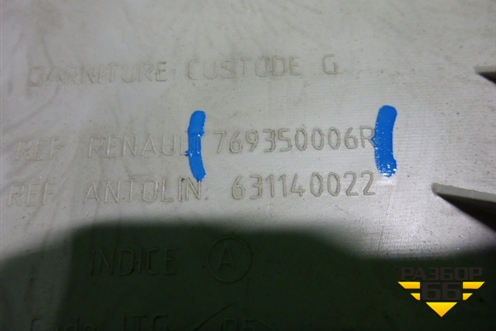 GARNITURE CUSTODE G
REF RENAULT 769350006R
REF ANTOLIN. 631140022
INDICE A
РАЗБОР
66